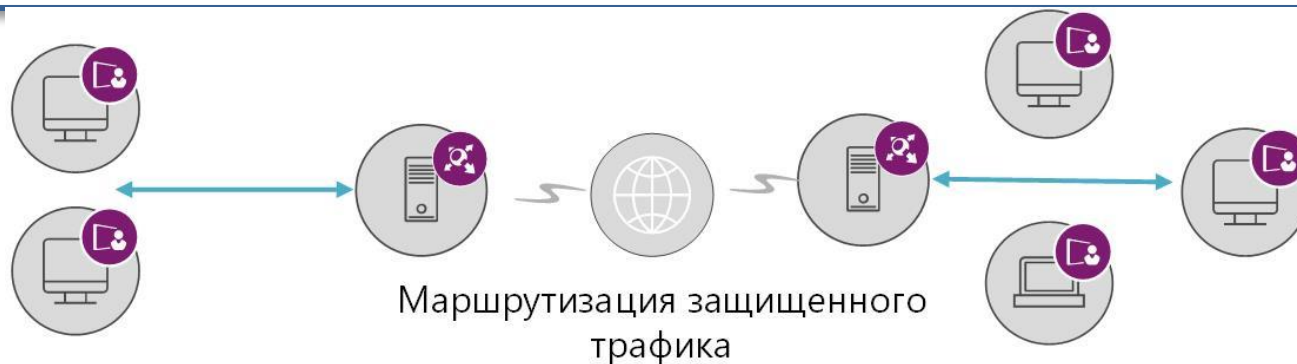 Маршрутизация защищенного
трафика